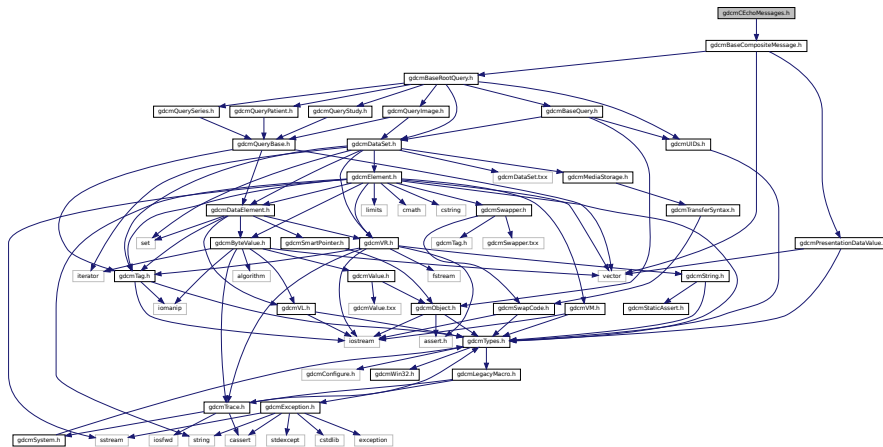 gdcmCEchoMessages.h
gdcmBaseCompositeMessage.h
gdcmBaseRootQuery.h
gdcmQuerySeries.h gdcmQueryPatient.h gdcmQueryStudy.h gdcmQueryImage.h gdcmBaseQuery.h
gdcmQueryBase.h gdcmDataSet.h gdcmUIDs.h
gdcmElement.h gdcmDataSet.txx gdcmMediaStorage.h
gdcmDataElement.h limits cmath cstring gdcmSwapper.h gdcmTransferSyntax.h
set gdcmByteValue.h gdcmSmartPointer.h gdcmVR.h gdcmTag.h gdcmSwapper.txx gdcmPresentationDataValue.
iterator gdcmTag.h algorithm gdcmValue.h fstream vector gdcmString.h
iomanip gdcmVL.h gdcmValue.txx gdcmObject.h gdcmSwapCode.h gdcmVM.h gdcmStaticAssert.h
iostream assert.h gdcmTypes.h
gdcmConfigure.h gdcmWin32.h gdcmLegacyMacro.h
gdcmTrace.h gdcmException.h
gdcmSystem.h sstream iosfwd string cassert stdexcept cstdlib exception